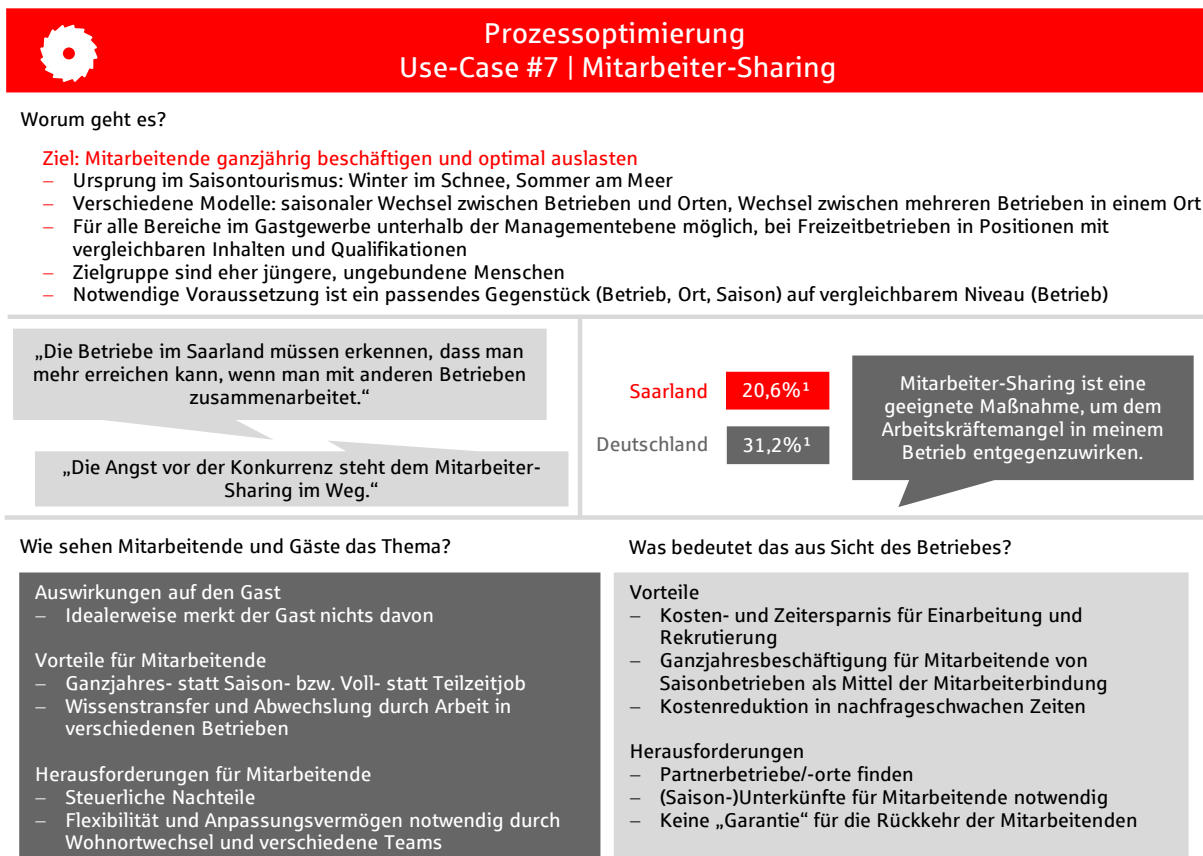 Prozessoptimierung
Use-Case #7 | Mitarbeiter-Sharing
Worum geht es?
Ziel: Mitarbeitende ganzjährig beschäftigen und optimal auslasten
– Ursprung im Saisontourismus: Winter im Schnee, Sommer am Meer
– Verschiedene Modelle: saisonaler Wechsel zwischen Betrieben und Orten, Wechsel zwischen mehreren Betrieben in einem Ort
– Für alle Bereiche im Gastgewerbe unterhalb der Managementebene möglich, bei Freizeitbetrieben in Positionen mit
vergleichbaren Inhalten und Qualifikationen
– Zielgruppe sind eher jüngere, ungebundene Menschen
– Notwendige Voraussetzung ist ein passendes Gegenstück (Betrieb, Ort, Saison) auf vergleichbarem Niveau (Betrieb)
„Die Betriebe im Saarland müssen erkennen, dass man
mehr erreichen kann, wenn man mit anderen Betrieben
zusammenarbeitet.“
„Die Angst vor der Konkurrenz steht dem Mitarbeiter-
Sharing im Weg.“
Saarland 20,6%¹
Deutschland 31,2%¹
Mitarbeiter-Sharing ist eine
geeignete Maßnahme, um dem
Arbeitskräftemangel in meinem
Betrieb entgegenzuwirken.
Wie sehen Mitarbeitende und Gäste das Thema?
Auswirkungen auf den Gast
– Idealerweise merkt der Gast nichts davon
Vorteile für Mitarbeitende
– Ganzjahres- statt Saison- bzw. Voll- statt Teilzeitjob
– Wissenstransfer und Abwechslung durch Arbeit in
verschiedenen Betrieben
Herausforderungen für Mitarbeitende
– Steuerliche Nachteile
– Flexibilität und Anpassungsvermögen notwendig durch
Wohnortwechsel und verschiedene Teams
Was bedeutet das aus Sicht des Betriebes?
Vorteile
– Kosten- und Zeitersparnis für Einarbeitung und
Rekrutierung
– Ganzjahresbeschäftigung für Mitarbeitende von
Saisonbetrieben als Mittel der Mitarbeiterbindung
– Kostenreduktion in nachfrageschwachen Zeiten
Herausforderungen
– Partnerbetriebe/-orte finden
– (Saison-)Unterkünfte für Mitarbeitende notwendig
– Keine „Garantie“ für die Rückkehr der Mitarbeitenden